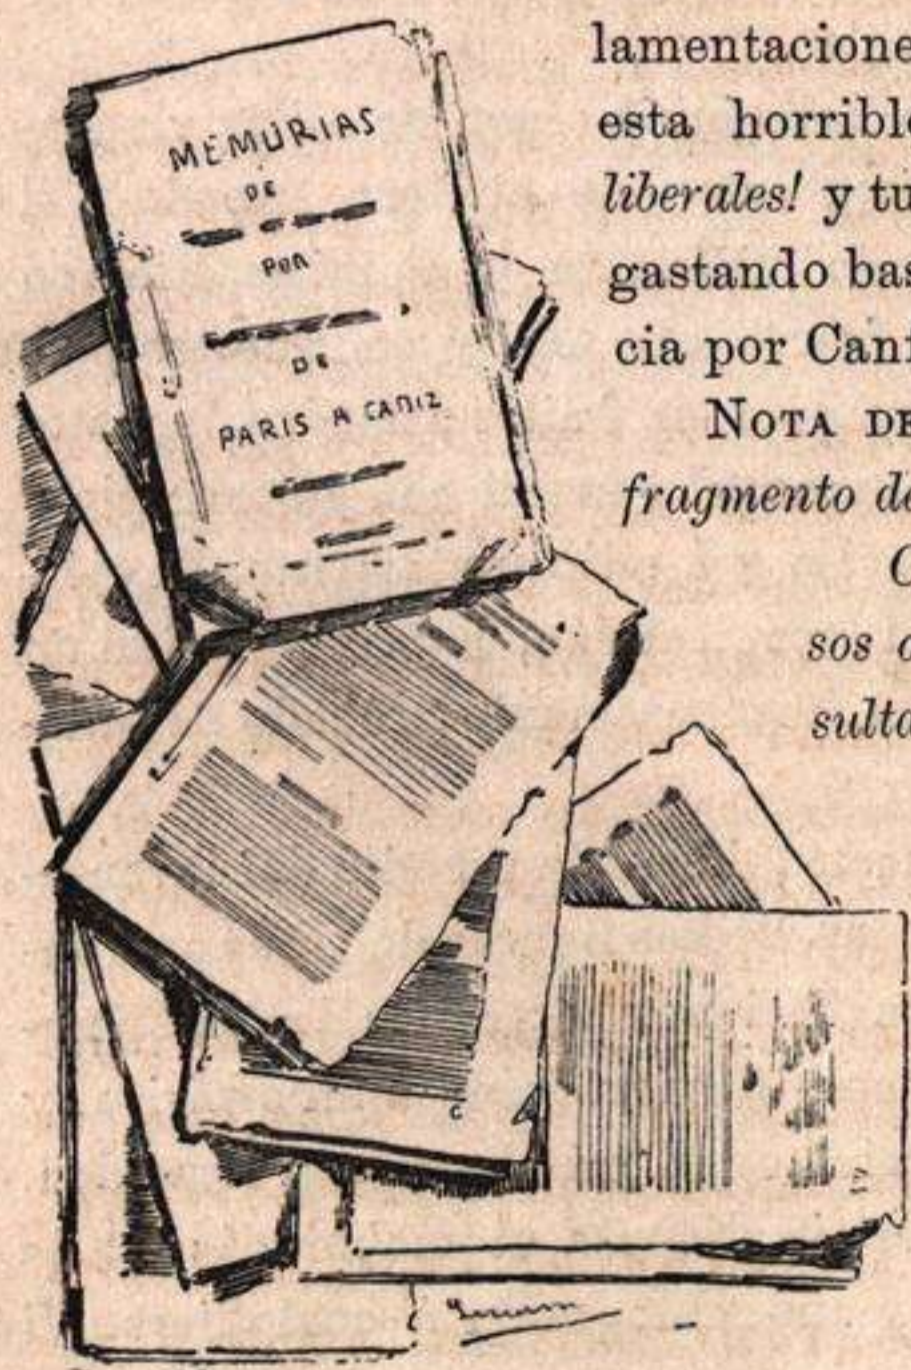 MEMURIAS
DE
POR
DE
PARIS A CADIZ
lamentacione
esta horrible
liberales! y tu
gastando bas
cia por Can
NOTA DE
fragmento de
C
sos c
sulta
G